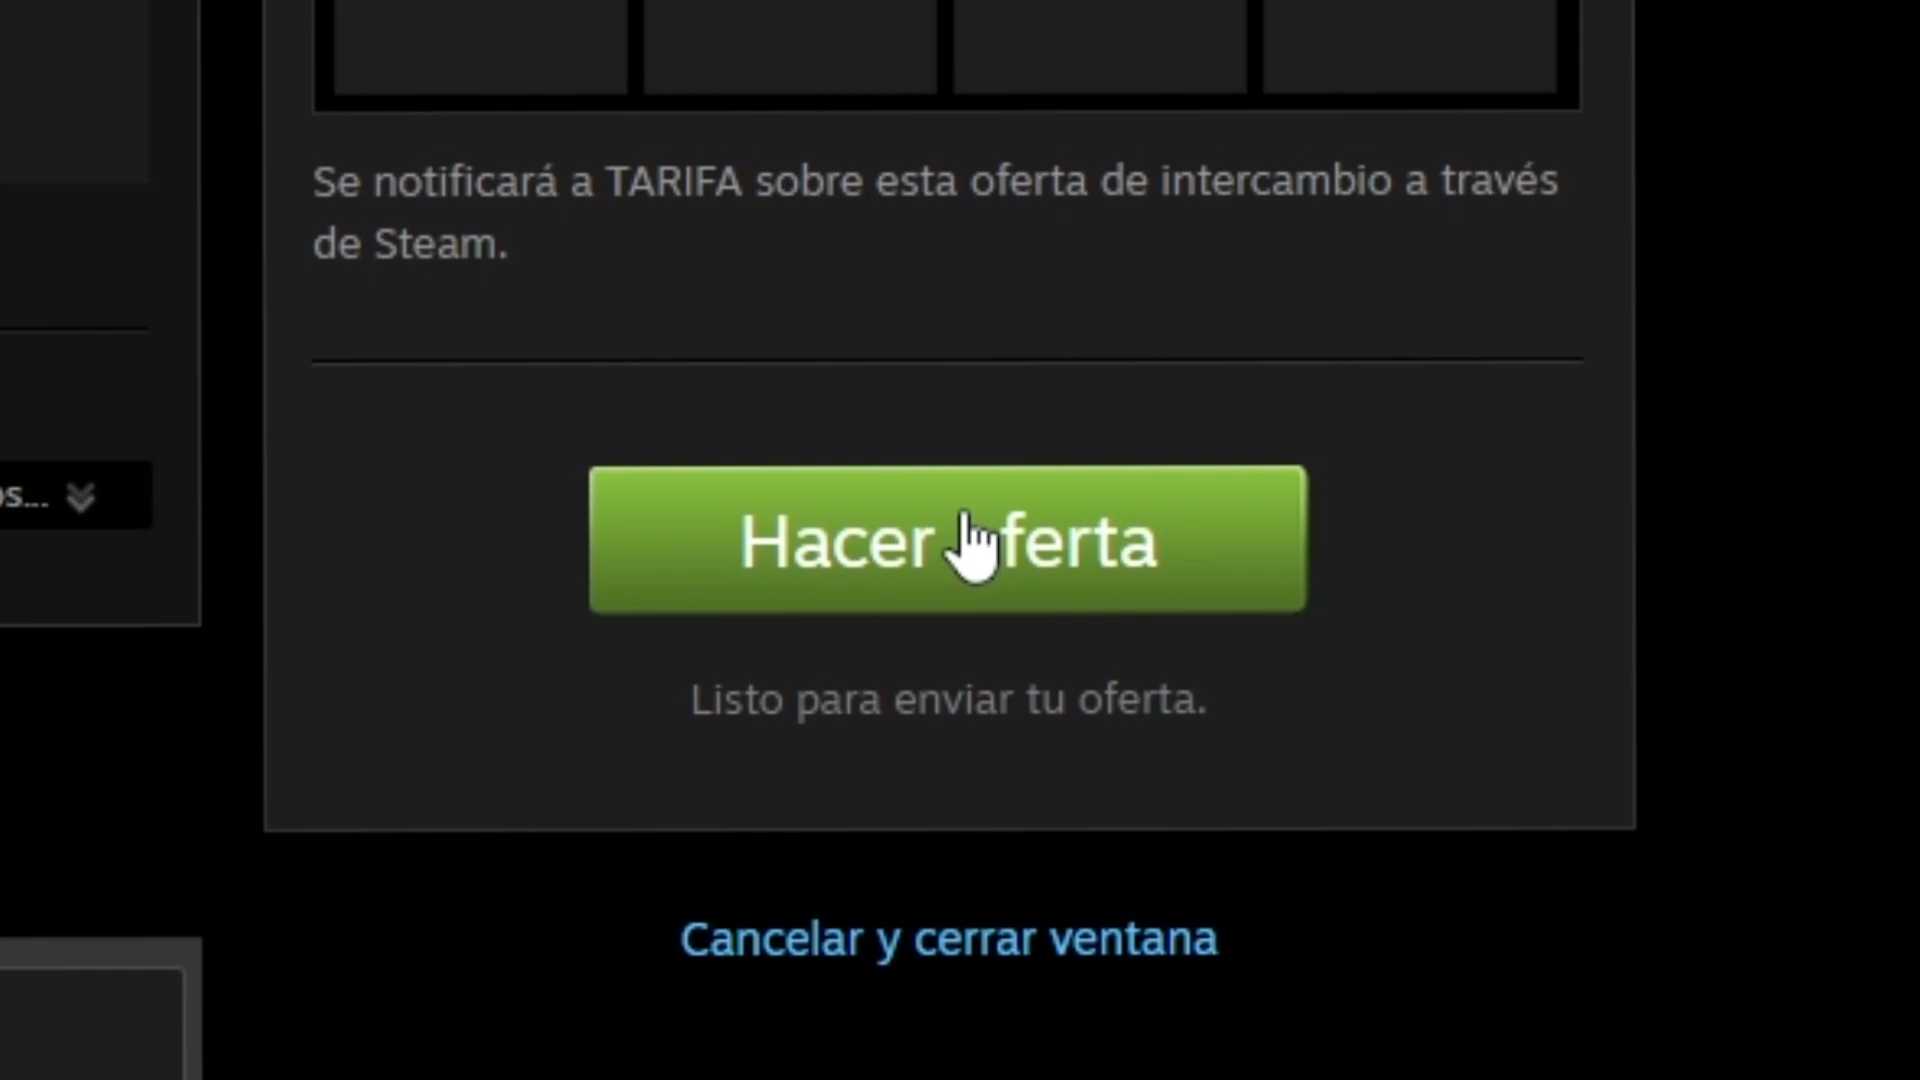 Se notificará a TARIFA sobre esta oferta de intercambio a través
de Steam.
os...
Hacer oferta
Listo para enviar tu oferta.
Cancelar y cerrar ventana